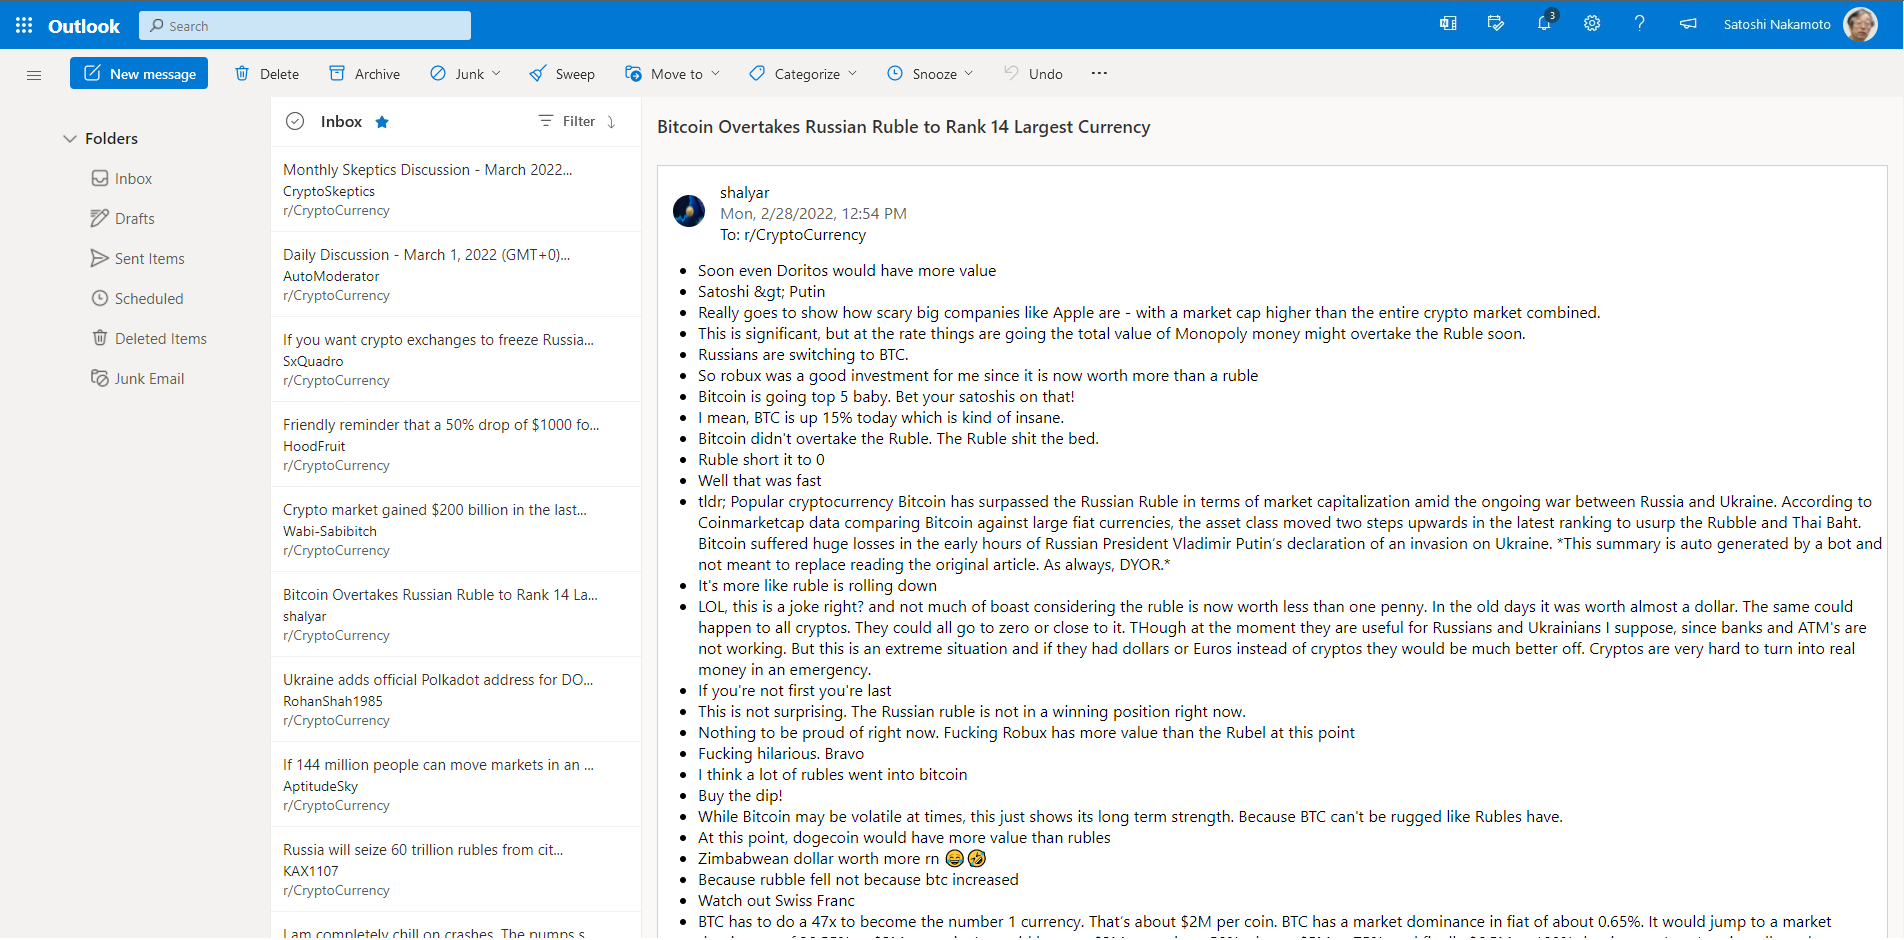 Outlook
Search
3
Satoshi Nakamoto
New message
Delete
Archive
Junk
Sweep
Move to
Categorize
Snooze
Undo
Folders
Inbox
Drafts
Sent Items
Scheduled
Deleted Items
Junk Email
Inbox
Filter
Monthly Skeptics Discussion - March 2022...
CryptoSkeptics
r/CryptoCurrency
Daily Discussion - March 1, 2022 (GMT+0)...
AutoModerator
r/CryptoCurrency
If you want crypto exchanges to freeze Russia...
SxQuadro
r/CryptoCurrency
Friendly reminder that a 50% drop of $1000 fo...
HoodFruit
r/CryptoCurrency
Crypto market gained $200 billion in the last...
Wabi-Sabibitch
r/CryptoCurrency
Bitcoin Overtakes Russian Ruble to Rank 14 La...
shalyar
r/CryptoCurrency
Ukraine adds official Polkadot address for DO...
RohanShah1985
r/CryptoCurrency
If 144 million people can move markets in an ...
AptitudeSky
r/CryptoCurrency
Russia will seize 60 trillion rubles from cit...
KAX1107
r/CryptoCurrency
I am completely chill on crashes. The pumps s...
Bitcoin Overtakes Russian Ruble to Rank 14 Largest Currency
shalyar
Mon, 2/28/2022, 12:54 PM
To: r/CryptoCurrency
Soon even Doritos would have more value
Satoshi &gt; Putin
Really goes to show how scary big companies like Apple are - with a market cap higher than the entire crypto market combined.
This is significant, but at the rate things are going the total value of Monopoly money might overtake the Ruble soon.
Russians are switching to BTC.
So robux was a good investment for me since it is now worth more than a ruble
Bitcoin is going top 5 baby. Bet your satoshis on that!
I mean, BTC is up 15% today which is kind of insane.
Bitcoin didn't overtake the Ruble. The Ruble shit the bed.
Ruble short it to 0
Well that was fast
tldr; Popular cryptocurrency Bitcoin has surpassed the Russian Ruble in terms of market capitalization amid the ongoing war between Russia and Ukraine. According to
Coinmarketcap data comparing Bitcoin against large fiat currencies, the asset class moved two steps upwards in the latest ranking to usurp the Rubble and Thai Baht.
Bitcoin suffered huge losses in the early hours of Russian President Vladimir Putin's declaration of an invasion on Ukraine. *This summary is auto generated by a bot and
not meant to replace reading the original article. As always, DYOR.*
It's more like ruble is rolling down
LOL, this is a joke right? and not much of boast considering the ruble is now worth less than one penny. In the old days it was worth almost a dollar. The same could
happen to all cryptos. They could all go to zero or close to it. THough at the moment they are useful for Russians and Ukrainians I suppose, since banks and ATM's are
not working. But this is an extreme situation and if they had dollars or Euros instead of cryptos they would be much better off. Cryptos are very hard to turn into real
money in an emergency.
If you're not first you're last
This is not surprising. The Russian ruble is not in a winning position right now.
Nothing to be proud of right now. Fucking Robux has more value than the Rubel at this point
Fucking hilarious. Bravo
I think a lot of rubles went into bitcoin
Buy the dip!
While Bitcoin may be volatile at times, this just shows its long term strength. Because BTC can't be rugged like Rubles have.
At this point, dogecoin would have more value than rubles
Zimbabwean dollar worth more rn 😂🤣
Because rubble fell not because btc increased
Watch out Swiss Franc
BTC has to do a 47x to become the number 1 currency. That's about $2M per coin. BTC has a market dominance in fiat of about 0.65%. It would jump to a market